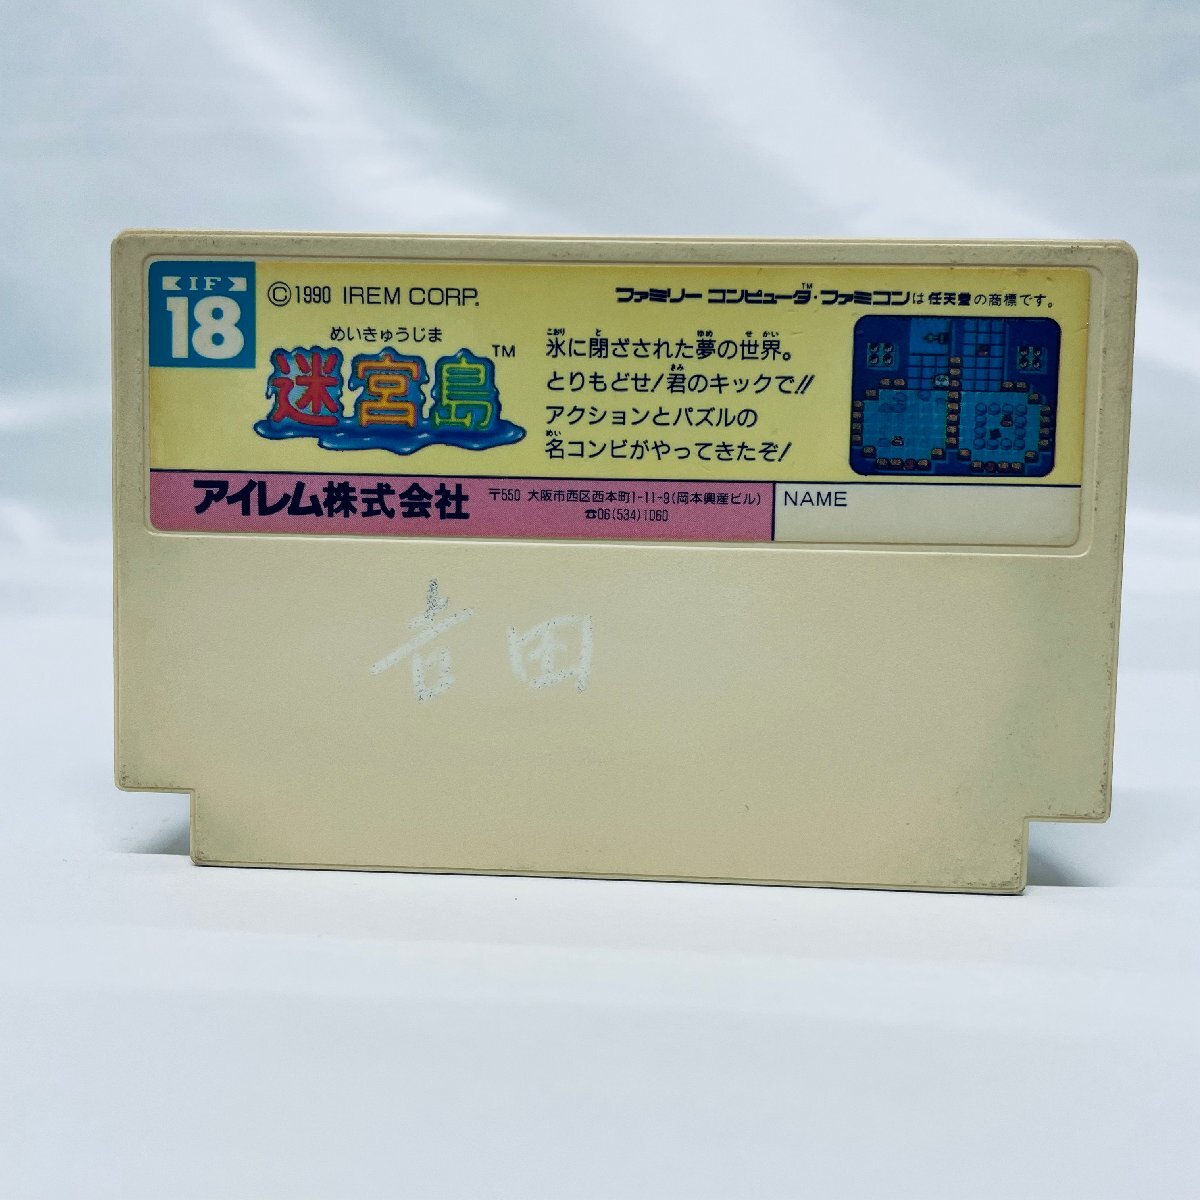 IF
18
©1990 IREM CORP.
ファミリー コンピュータ™・ファミコンは任天堂の商標です。
めいきゅうじま
迷宮島™
こおり と ゆめ せ かい
氷に閉ざされた夢の世界。
きみ
とりもどせ!君のキックで!!
アクションとパズルの
めい
名コンビがやってきたぞ!
アイレム株式会社
〒550 大阪市西区西本町1-11-9(岡本興産ビル)
☎06(534)1060
NAME
吉田